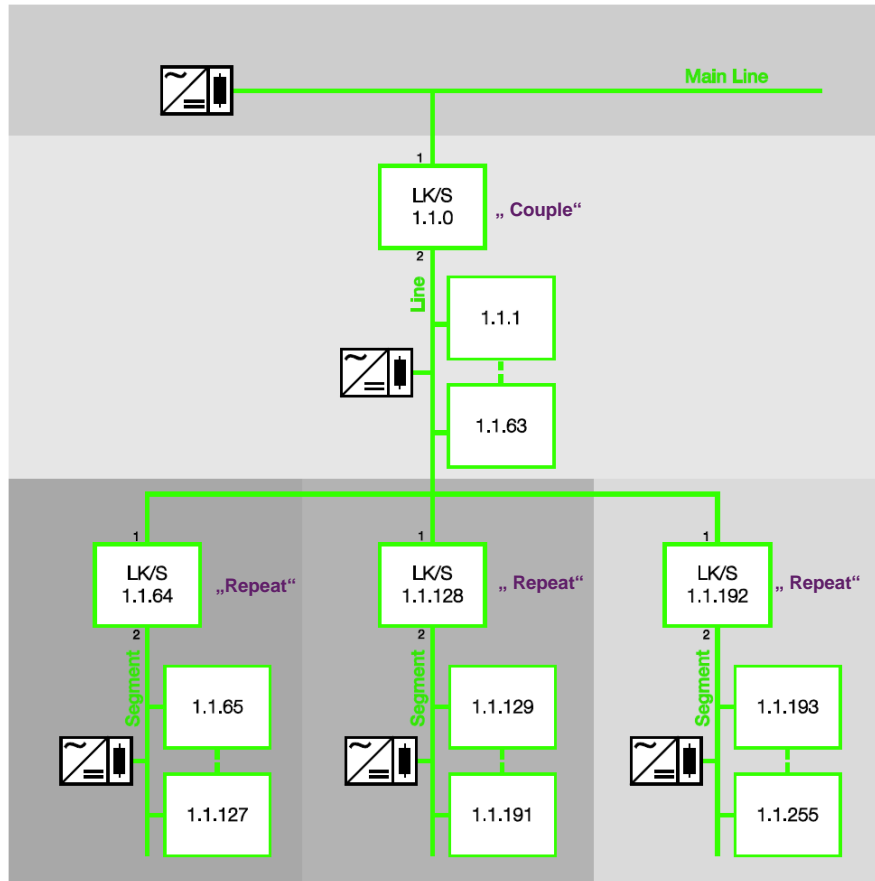 Main Line
1
LK/S
1.1.0
„ Couple“
2
Line
1.1.1
1.1.63
1
LK/S
1.1.64
„Repeat“
2
Segment
1.1.65
1.1.127
1
LK/S
1.1.128
„ Repeat“
2
Segment
1.1.129
1.1.191
1
LK/S
1.1.192
„ Repeat“
2
Segment
1.1.193
1.1.255